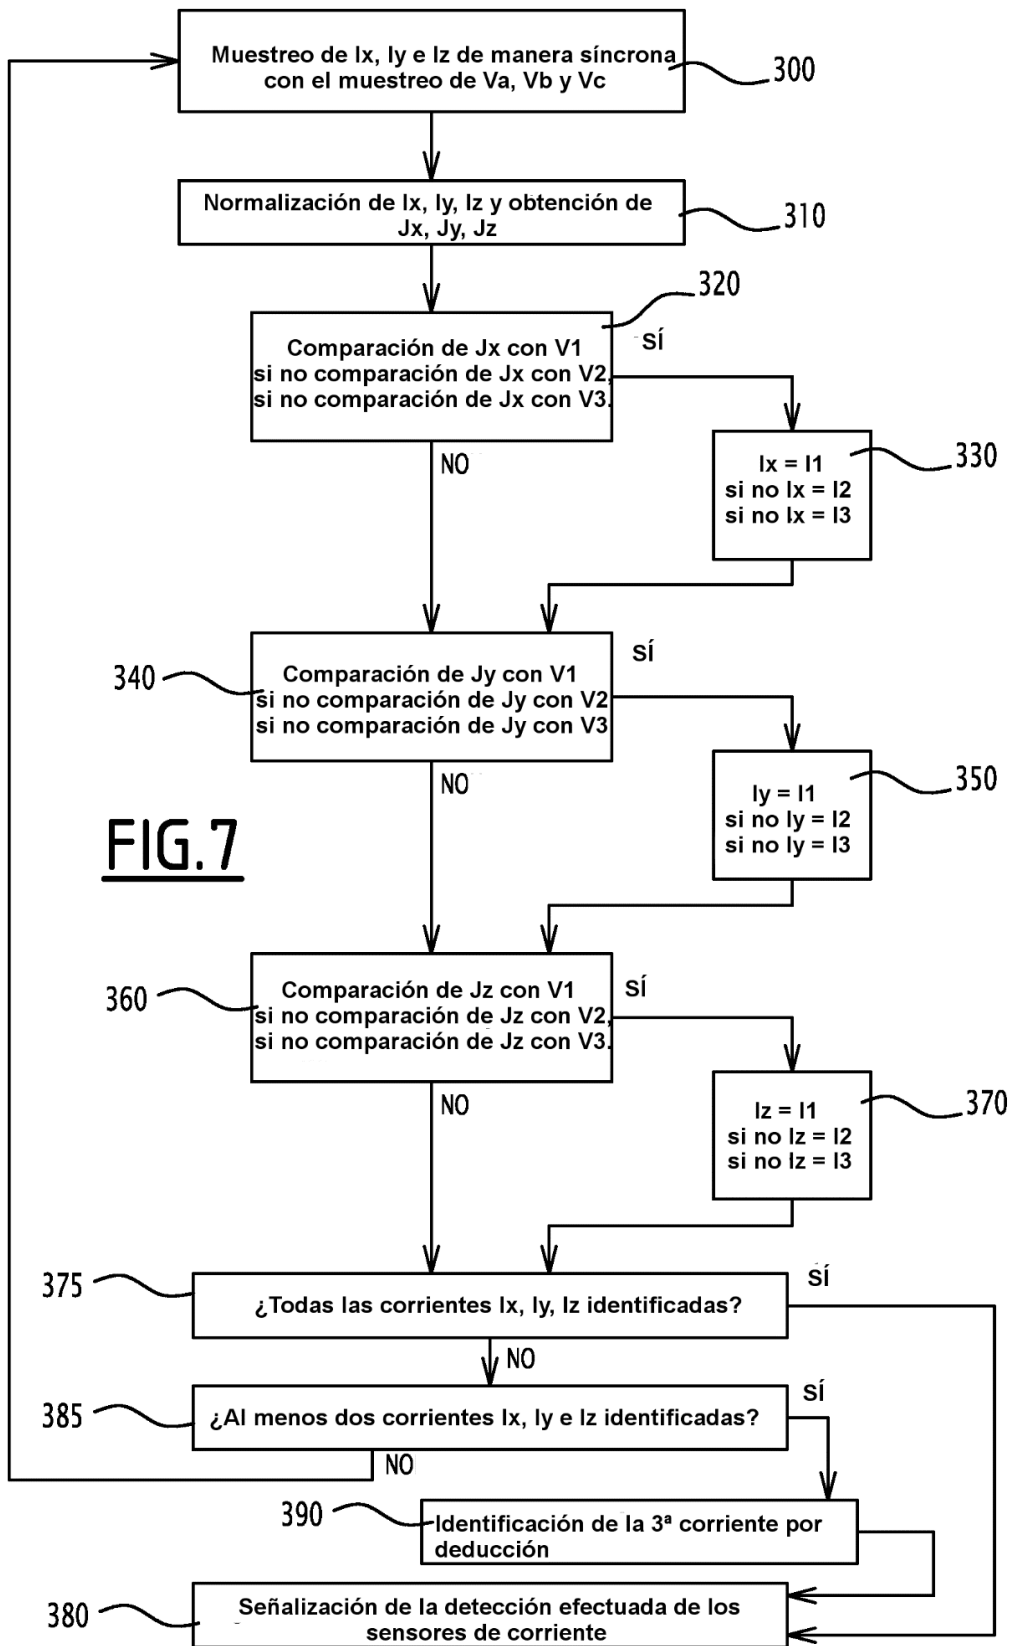 Muestreo de Ix, Iy e Iz de manera síncrona
con el muestreo de Va, Vb y Vc
300
Normalización de Ix, Iy, Iz y obtención de
Jx, Jy, Jz
310
320
Comparación de Jx con V1
si no comparación de Jx con V2,
si no comparación de Jx con V3.
SÍ
NO
330
Ix = I1
si no Ix = I2
si no Ix = I3
340
Comparación de Jy con V1
si no comparación de Jy con V2
si no comparación de Jy con V3
SÍ
NO
350
Iy = I1
si no Iy = I2
si no Iy = I3
FIG.7
360
Comparación de Jz con V1
si no comparación de Jz con V2,
si no comparación de Jz con V3.
SÍ
NO
370
Iz = I1
si no Iz = I2
si no Iz = I3
375
¿Todas las corrientes Ix, Iy, Iz identificadas?
SÍ
NO
385
¿Al menos dos corrientes Ix, Iy e Iz identificadas?
SÍ
NO
390
Identificación de la 3ª corriente por
deducción
380
Señalización de la detección efectuada de los
sensores de corriente